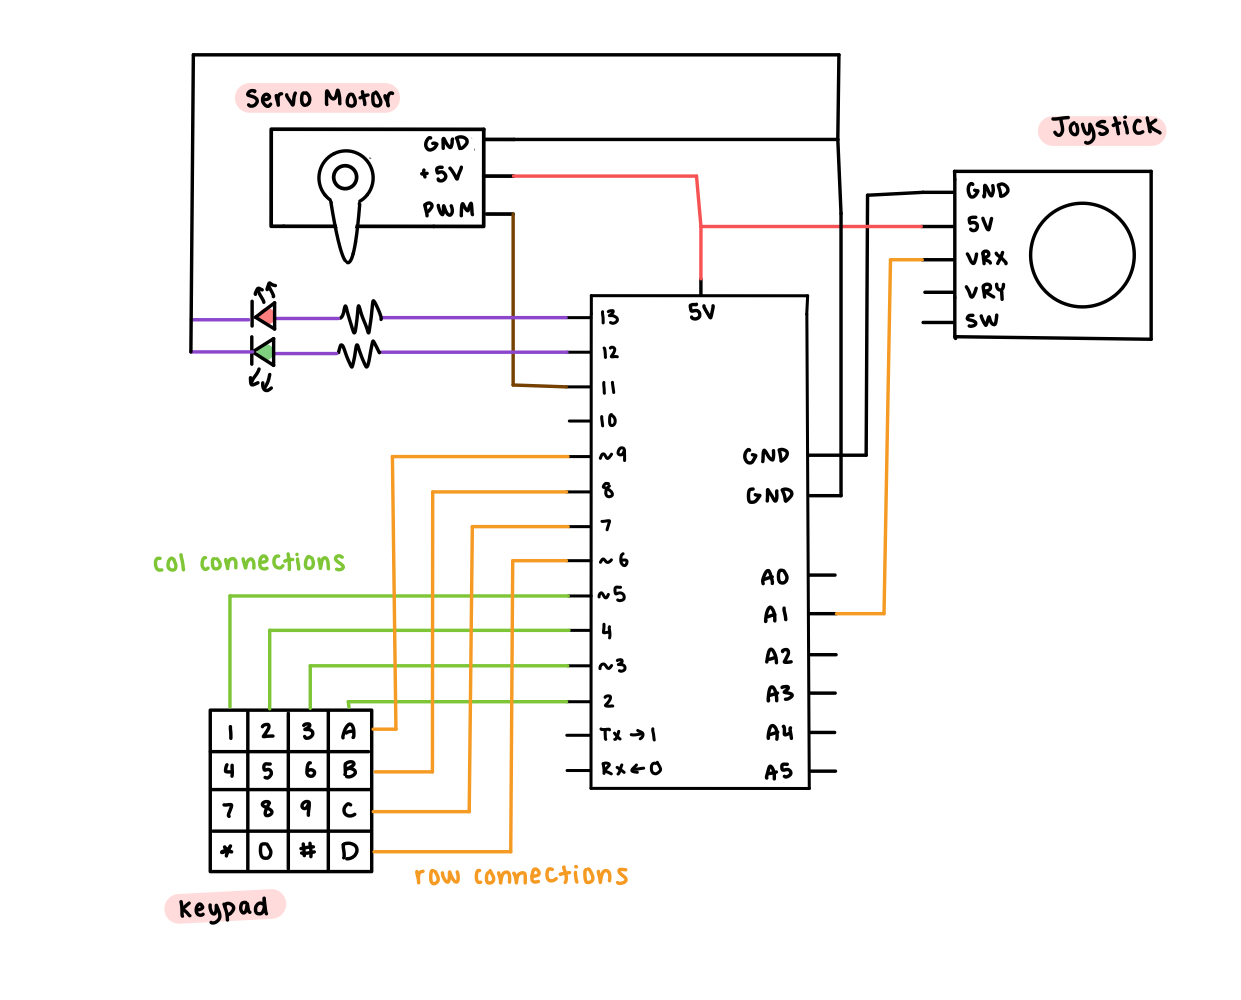 Servo Motor
GND
+5V
PWM
Joystick
GND
5V
VRX
VRY
SW
5V
13
12
11
10
~9
8
7
~6
~5
4
~3
2
Tx→1
Rx←0
GND
GND
A0
A1
A2
A3
A4
A5
col connections
1 2 3 A
4 5 6 B
7 8 9 C
* 0 # D
row connections
Keypad